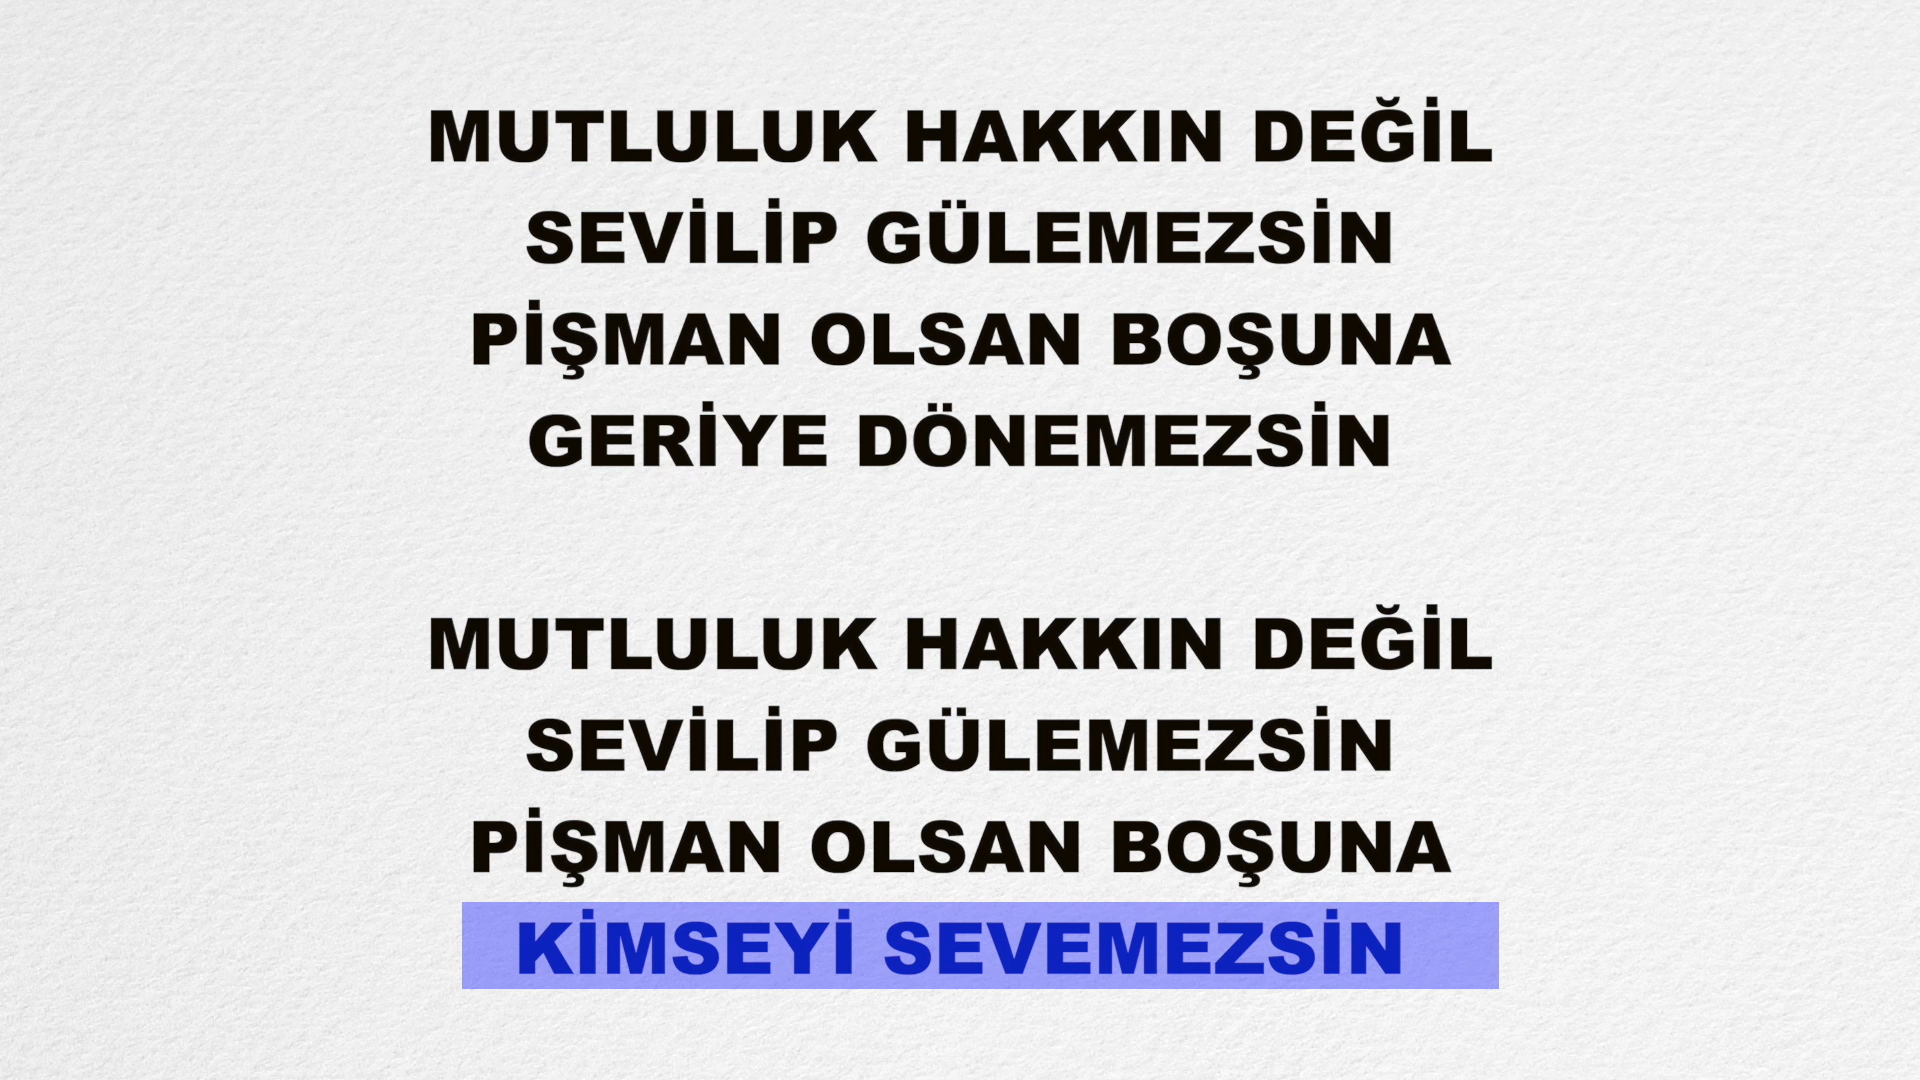 MUTLULUK HAKKIN DEĞİL
SEVİLİP GÜLEMEZSİN
PİŞMAN OLSAN BOŞUNA
GERİYE DÖNEMEZSİN
MUTLULUK HAKKIN DEĞİL
SEVİLİP GÜLEMEZSİN
PİŞMAN OLSAN BOŞUNA
KİMSEYİ SEVEMEZSİN